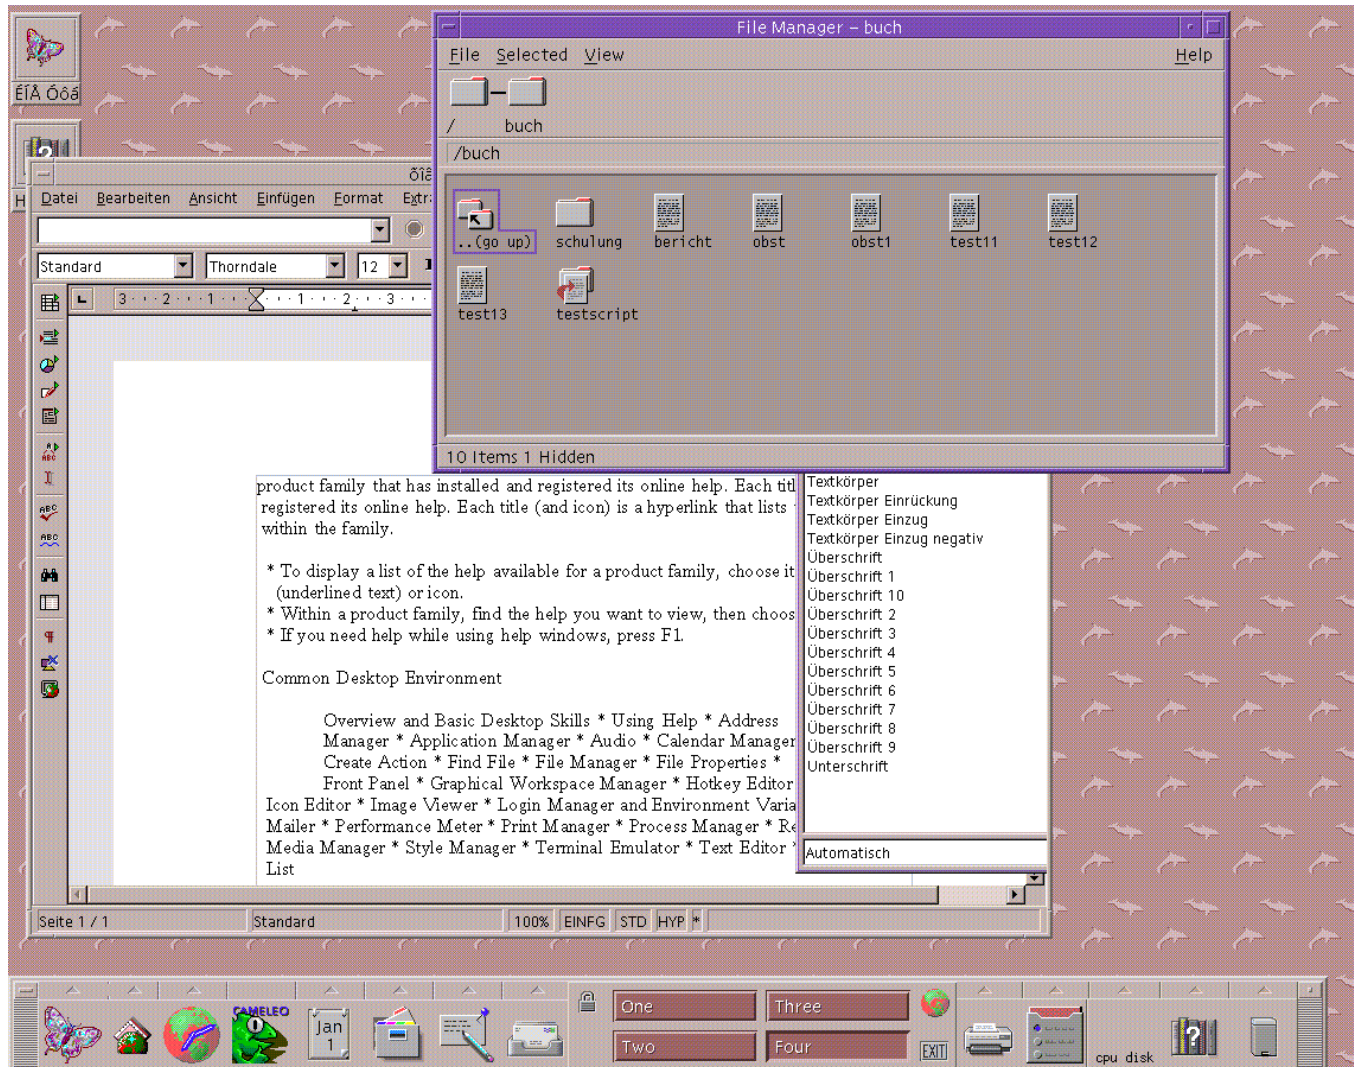 ÉÍÅ Óôá
H
File Manager – buch
File Selected View Help
/ buch
/buch
..(go up) schulung bericht obst obst1 test11 test12
test13 testscript
10 Items 1 Hidden
õîâ
Datei Bearbeiten Ansicht Einfügen Format Extr
Standard Thorndale 12
3 2 1 1 2 3
product family that has installed and registered its online help. Each titl
registered its online help. Each title (and icon) is a hyperlink that lists
within the family.
* To display a list of the help available for a product family, choose it
(underlined text) or icon.
* Within a product family, find the help you want to view, then choos
* If you need help while using help windows, press F1.
Common Desktop Environment
Overview and Basic Desktop Skills * Using Help * Address
Manager * Application Manager * Audio * Calendar Manager
Create Action * Find File * File Manager * File Properties *
Front Panel * Graphical Workspace Manager * Hotkey Editor
Icon Editor * Image Viewer * Login Manager and Environment Varia
Mailer * Performance Meter * Print Manager * Process Manager * Re
Media Manager * Style Manager * Terminal Emulator * Text Editor *
List
Textkörper
Textkörper Einrückung
Textkörper Einzug
Textkörper Einzug negativ
Überschrift
Überschrift 1
Überschrift 10
Überschrift 2
Überschrift 3
Überschrift 4
Überschrift 5
Überschrift 6
Überschrift 7
Überschrift 8
Überschrift 9
Unterschrift
Automatisch
Seite 1 / 1 Standard 100% EINFG STD HYP *
CAMELEO
Jan
1
One Three
Two Four
EXIT
cpu disk